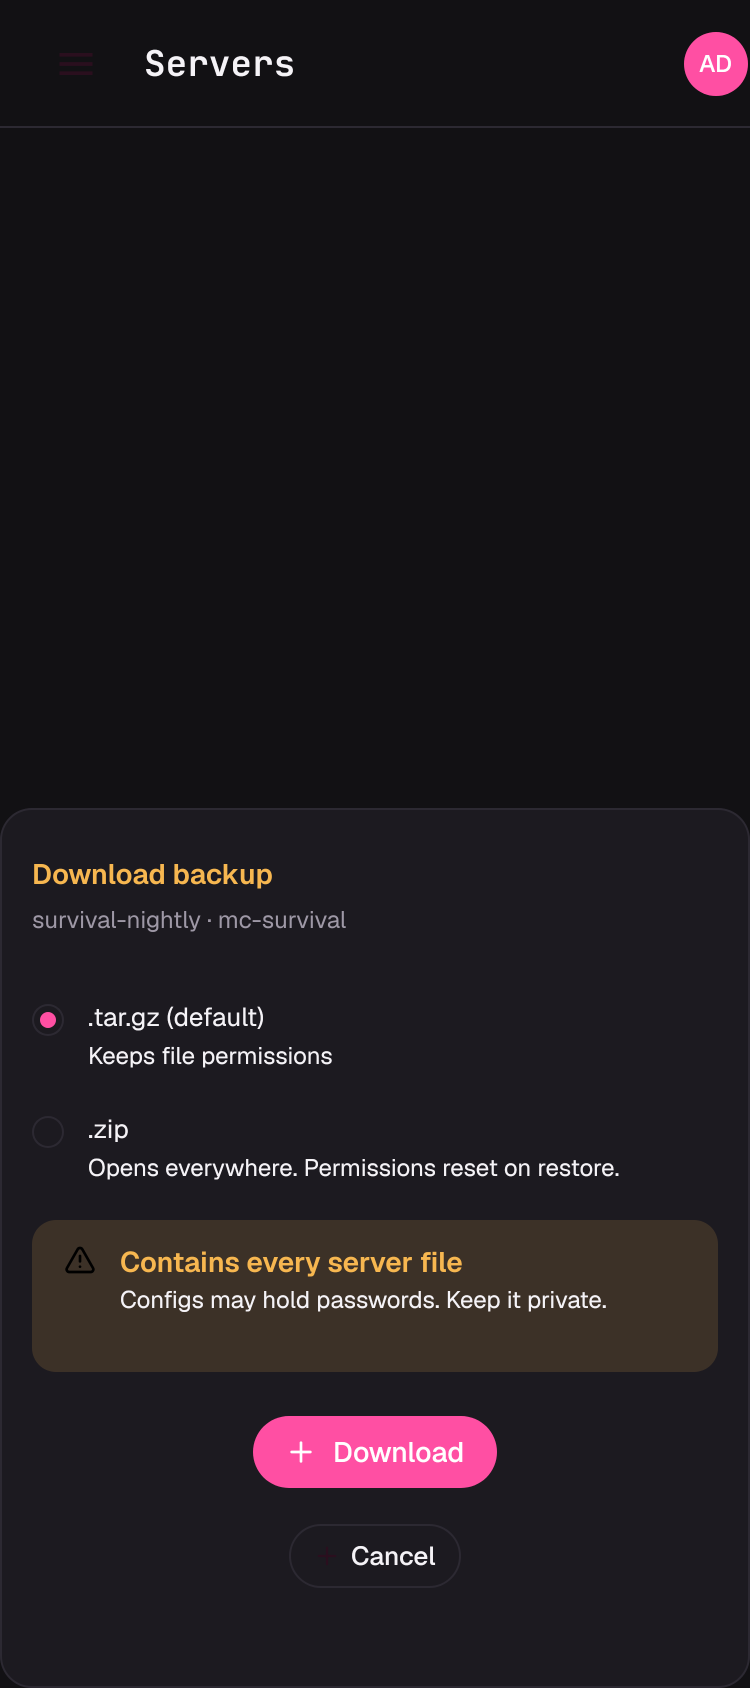 Servers
AD
Download backup
survival-nightly · mc-survival
.tar.gz (default)
Keeps file permissions
.zip
Opens everywhere. Permissions reset on restore.
Contains every server file
Configs may hold passwords. Keep it private.
Download
Cancel